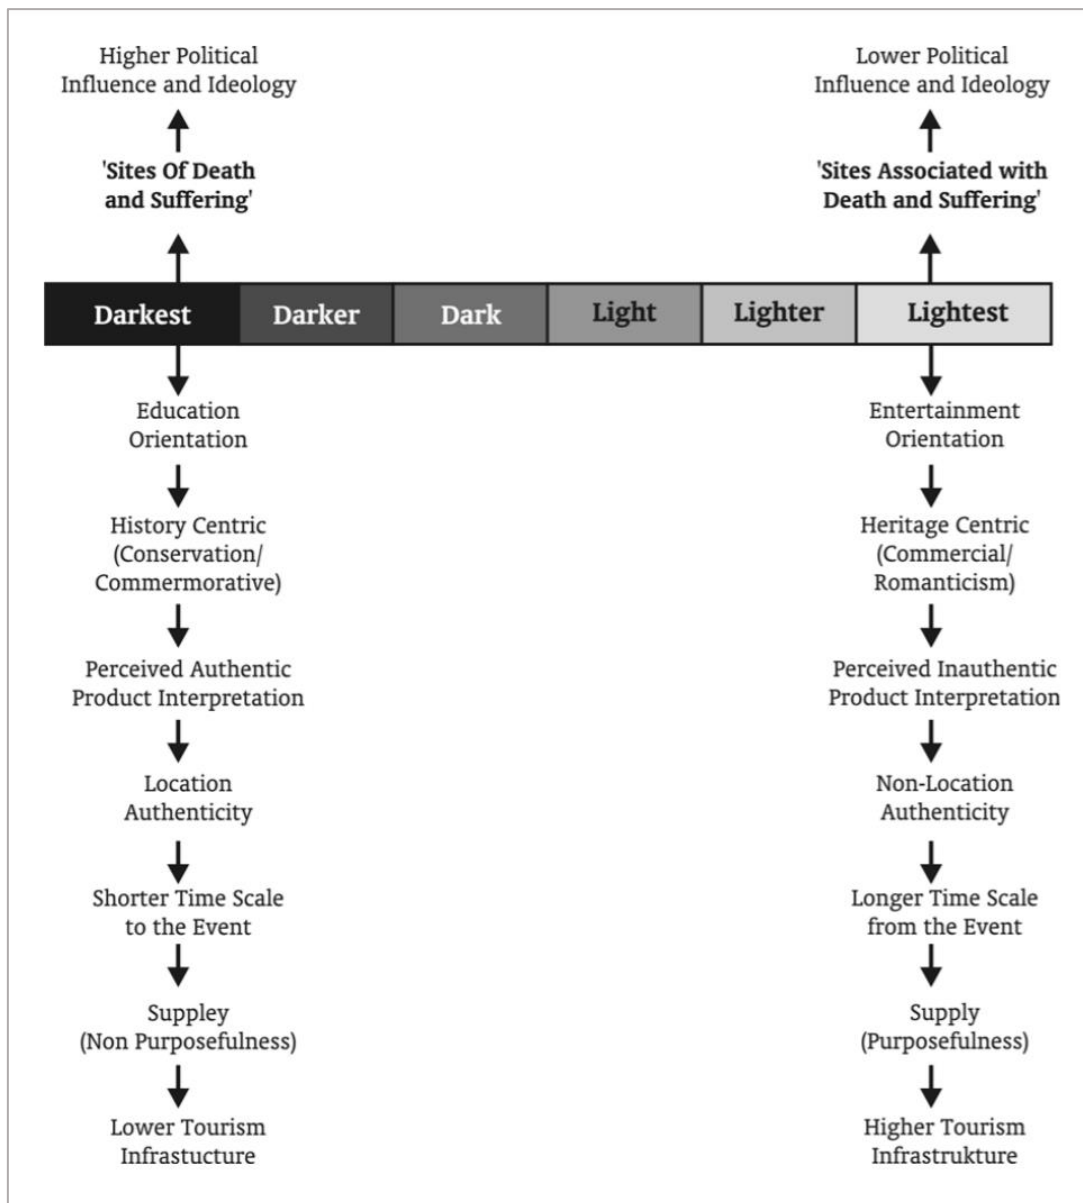 Higher Political
Influence and Ideology
Lower Political
Influence and Ideology
'Sites Of Death
and Suffering'
'Sites Associated with
Death and Suffering'
Darkest
Darker
Dark
Light
Lighter
Lightest
Education
Orientation
Entertainment
Orientation
History Centric
(Conservation/
Commermorative)
Heritage Centric
(Commercial/
Romanticism)
Perceived Authentic
Product Interpretation
Perceived Inauthentic
Product Interpretation
Location
Authenticity
Non-Location
Authenticity
Shorter Time Scale
to the Event
Longer Time Scale
from the Event
Suppley
(Non Purposefulness)
Supply
(Purposefulness)
Lower Tourism
Infrastucture
Higher Tourism
Infrastrukture